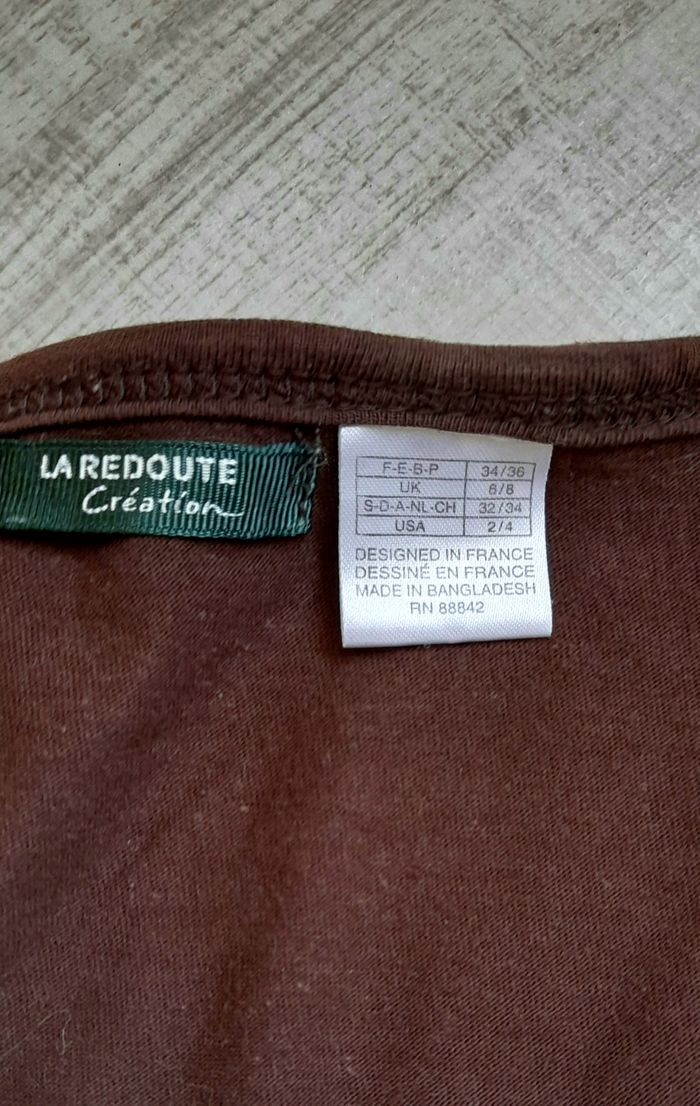 LA REDOUTE
Création
F-E-B-P 34/36
UK 6/8
S-D-A-NL-CH 32/34
USA 2/4
DESIGNED IN FRANCE
DESSINÉ EN FRANCE
MADE IN BANGLADESH
RN 88842